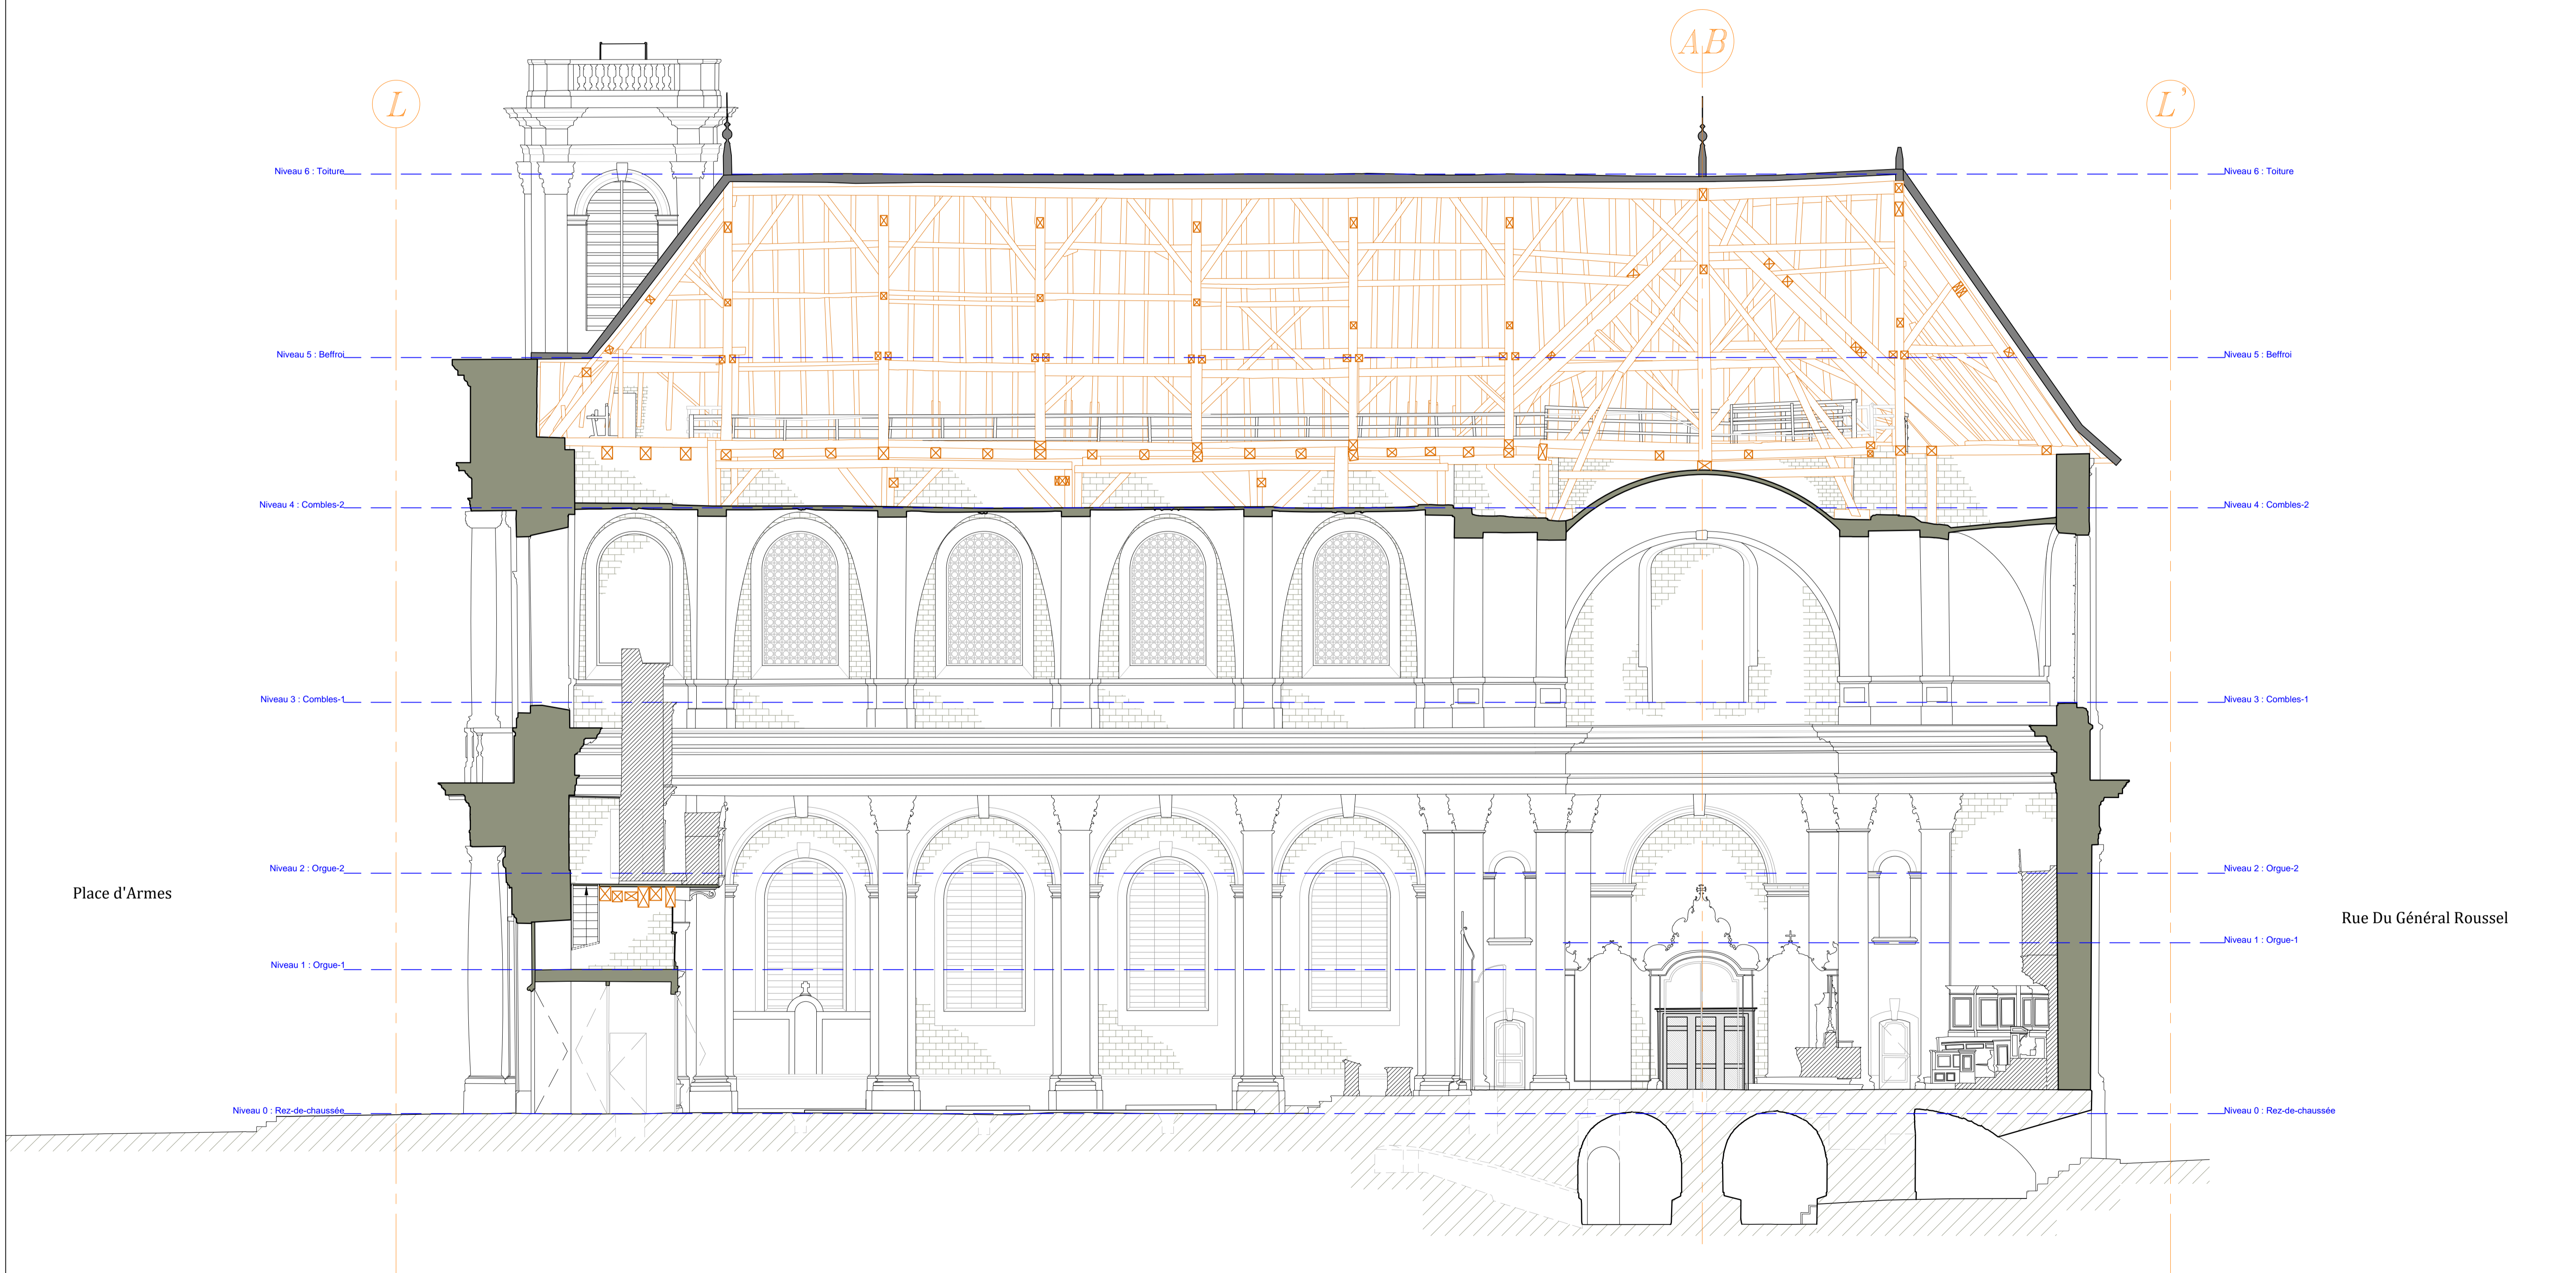 AB
L
L'
Niveau 6 : Toiture
Niveau 6 : Toiture
Niveau 5 : Beffroi
Niveau 5 : Beffroi
Niveau 4 : Combles-2
Niveau 4 : Combles-2
Niveau 3 : Combles-1
Niveau 3 : Combles-1
Niveau 2 : Orgue-2
Niveau 2 : Orgue-2
Place d'Armes
Rue Du Général Roussel
Niveau 1 : Orgue-1
Niveau 1 : Orgue-1
Niveau 0 : Rez-de-chaussée
Niveau 0 : Rez-de-chaussée